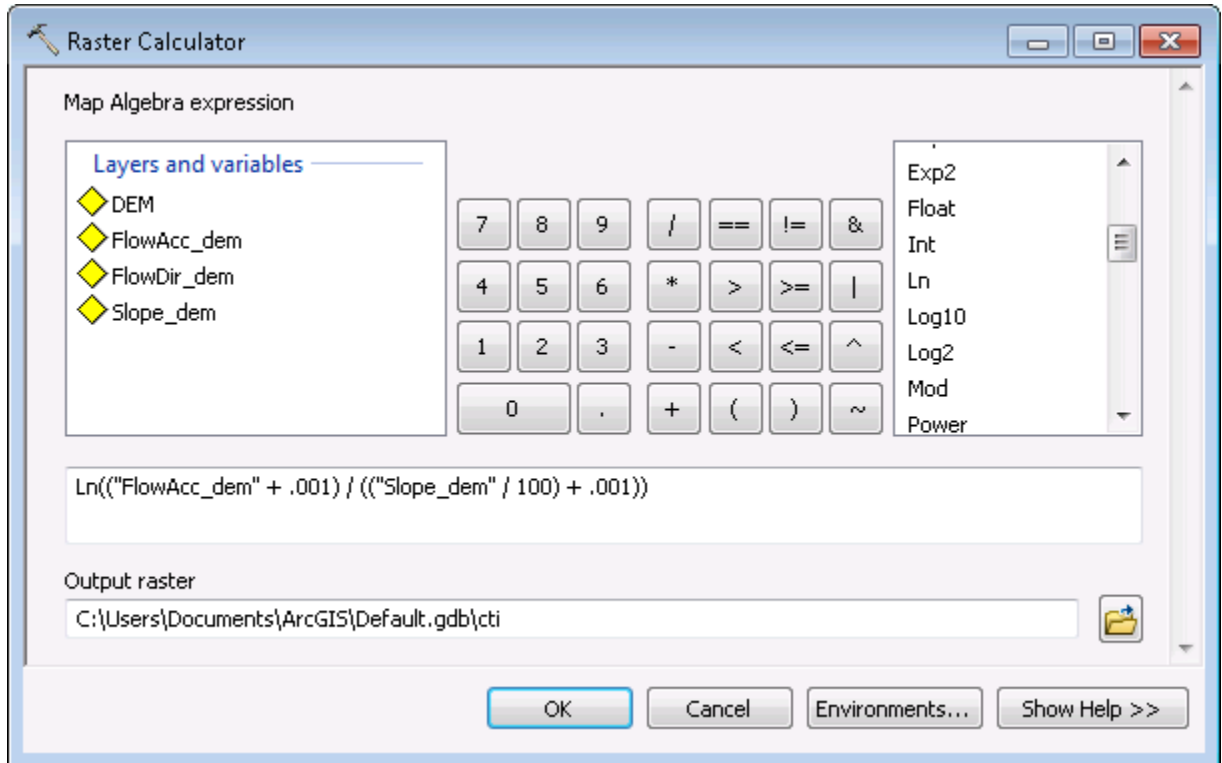 Raster Calculator
Map Algebra expression
Layers and variables
DEM
FlowAcc_dem
FlowDir_dem
Slope_dem
7 8 9 / == != &
4 5 6 * > >= |
1 2 3 - < <= ^
0 . + ( ) ~
Exp2
Float
Int
Ln
Log10
Log2
Mod
Power
Ln(("FlowAcc_dem" + .001) / (("Slope_dem" / 100) + .001))
Output raster
C:\Users\Documents\ArcGIS\Default.gdb\cti
OK Cancel Environments... Show Help >>